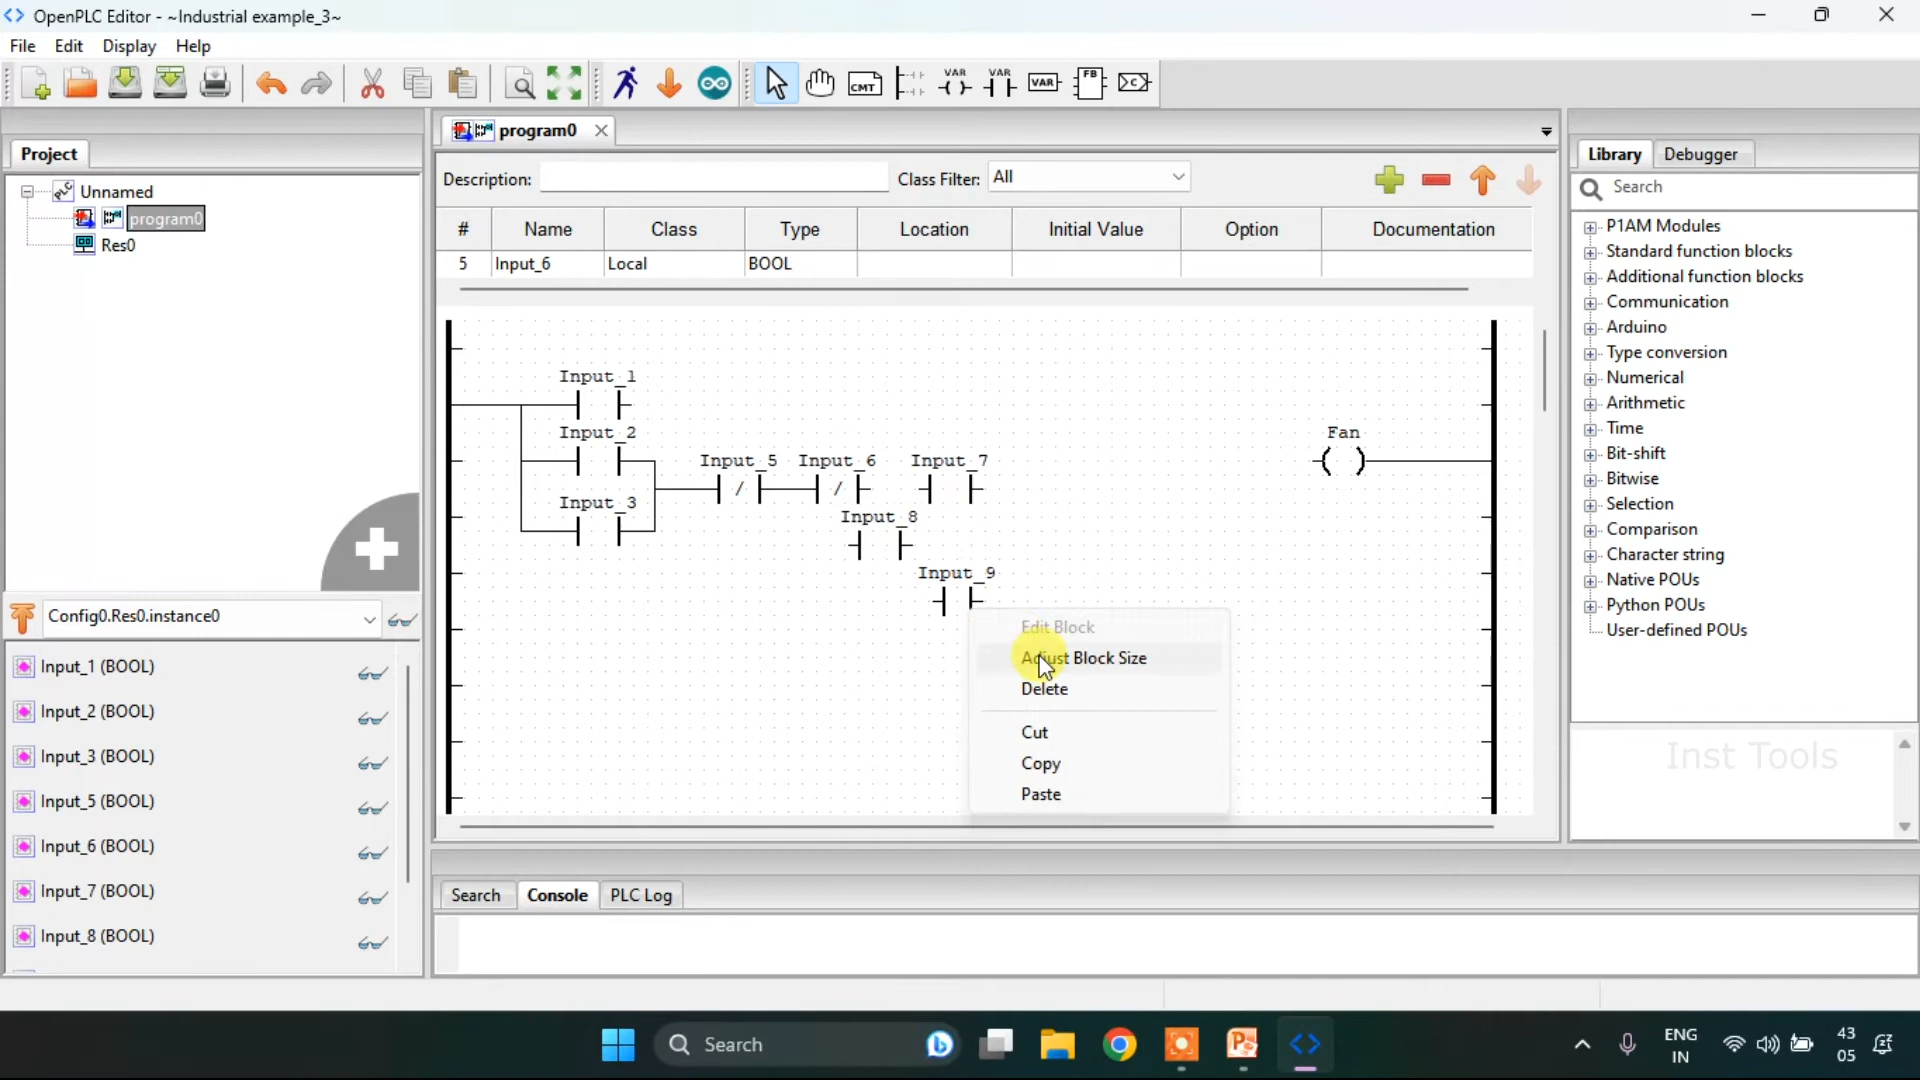 OpenPLC Editor - ~Industrial example_3~
File Edit Display Help
CMT VAR VAR VAR FB >C>
Project
Unnamed
program0
Res0
Config0.Res0.instance0
Input_1 (BOOL)
Input_2 (BOOL)
Input_3 (BOOL)
Input_5 (BOOL)
Input_6 (BOOL)
Input_7 (BOOL)
Input_8 (BOOL)
program0
Description: Class Filter: All
# Name Class Type Location Initial Value Option Documentation
5 Input_6 Local BOOL
Input_1
Input_2 Fan
Input_5 Input_6 Input_7
Input_3
Input_8
Input_9
Edit Block
Adjust Block Size
Delete
Cut
Copy
Paste
Search Console PLC Log
Library Debugger
Search
P1AM Modules
Standard function blocks
Additional function blocks
Communication
Arduino
Type conversion
Numerical
Arithmetic
Time
Bit-shift
Bitwise
Selection
Comparison
Character string
Native POUs
Python POUs
User-defined POUs
Inst Tools
Search
ENG
IN
43
05